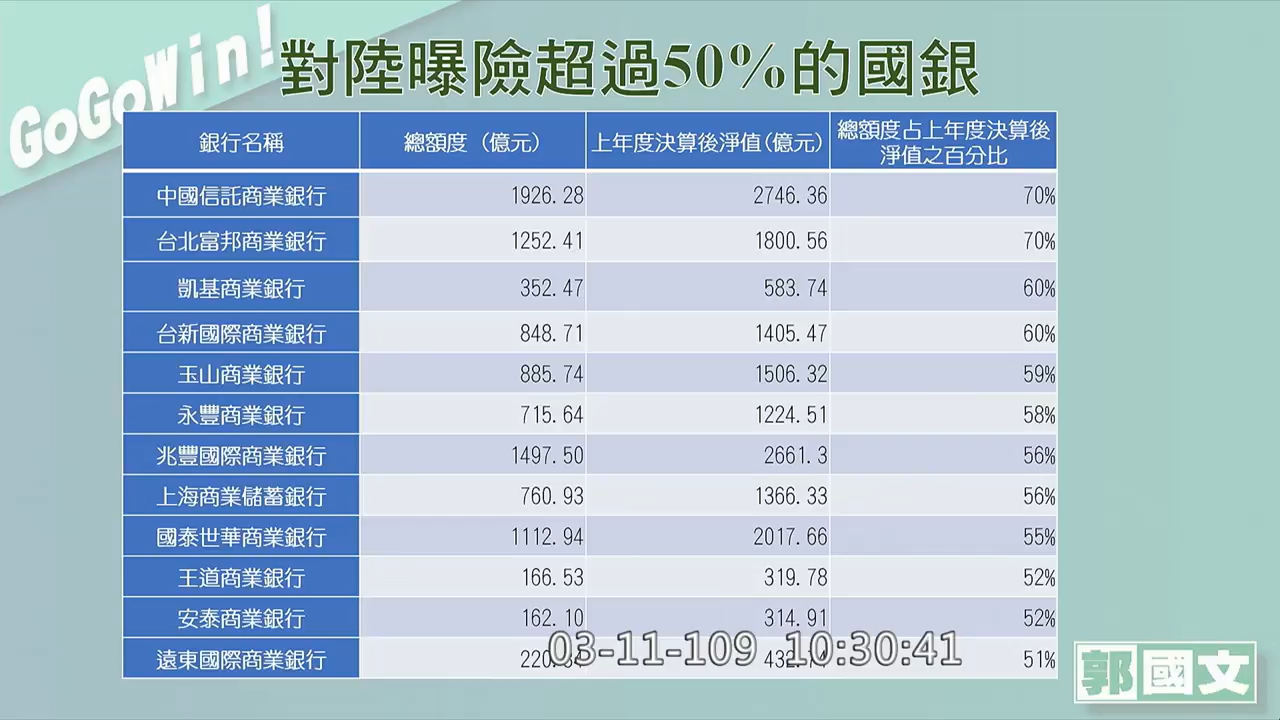 GoGoWin!
對陸曝險超過50%的國銀
銀行名稱 總額度（億元） 上年度決算後淨值(億元) 總額度占上年度決算後淨值之百分比
中國信託商業銀行 1926.28 2746.36 70%
台北富邦商業銀行 1252.41 1800.56 70%
凱基商業銀行 352.47 583.74 60%
台新國際商業銀行 848.71 1405.47 60%
玉山商業銀行 885.74 1506.32 59%
永豐商業銀行 715.64 1224.51 58%
兆豐國際商業銀行 1497.50 2661.3 56%
上海商業儲蓄銀行 760.93 1366.33 56%
國泰世華商業銀行 1112.94 2017.66 55%
王道商業銀行 166.53 319.78 52%
安泰商業銀行 162.10 314.91 52%
遠東國際商業銀行 51%
03-11-109 10:30:41
郭國文